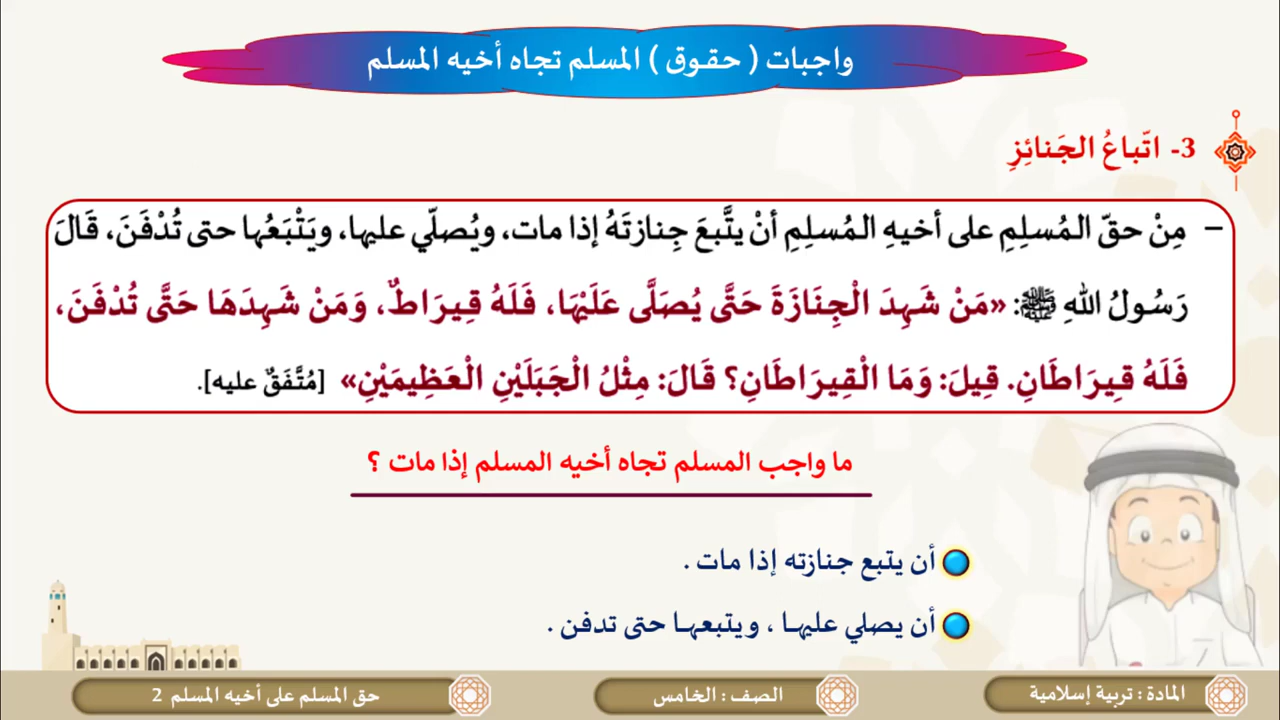 واجبات ( حقوق ) المسلم تجاه أخيه المسلم
3- اتّباعُ الجَنائِزِ
– مِنْ حقّ المُسلِمِ على أخيهِ المُسلِمِ أنْ يتَّبعَ جِنازتَهُ إذا مات، ويُصلّي عليها، ويَتْبَعُها حتى تُدْفَنَ، قَالَ
رَسُولُ اللهِ ﷺ: «مَنْ شَهِدَ الْجِنَازَةَ حَتَّى يُصَلَّى عَلَيْهَا، فَلَهُ قِيرَاطٌ، وَمَنْ شَهِدَهَا حَتَّى تُدْفَنَ،
فَلَهُ قِيرَاطَانِ. قِيلَ: وَمَا الْقِيرَاطَانِ؟ قَالَ: مِثْلُ الْجَبَلَيْنِ الْعَظِيمَيْنِ» [مُتَّفَقٌ عليه].
ما واجب المسلم تجاه أخيه المسلم إذا مات ؟
أن يتبع جنازته إذا مات .
أن يصلي عليها ، ويتبعها حتى تدفن .
المادة : تربية إسلامية
الصف : الخامس
حق المسلم على أخيه المسلم 2